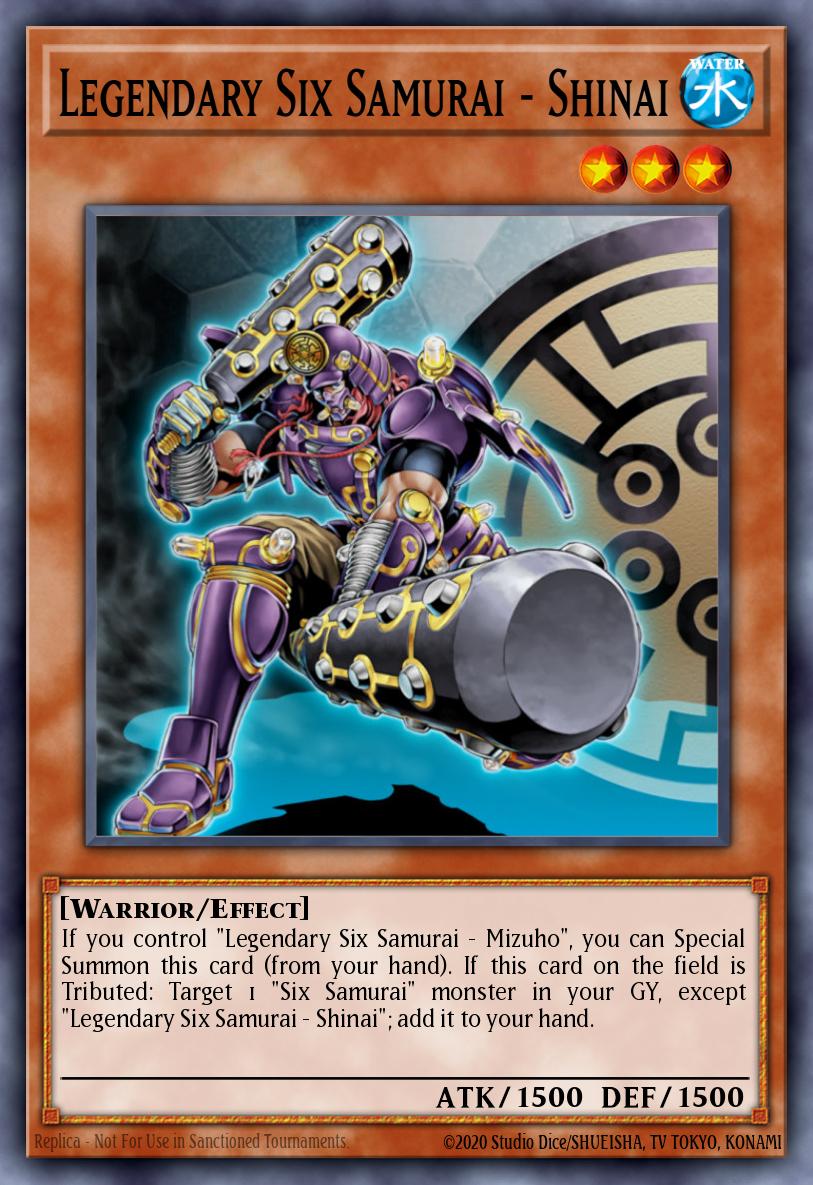 Legendary Six Samurai - Shinai
WATER
水
[Warrior/Effect]
If you control "Legendary Six Samurai - Mizuho", you can Special
Summon this card (from your hand). If this card on the field is
Tributed: Target 1 "Six Samurai" monster in your GY, except
"Legendary Six Samurai - Shinai"; add it to your hand.
ATK/1500 DEF/1500
Replica - Not For Use in Sanctioned Tournaments.
©2020 Studio Dice/SHUEISHA, TV TOKYO, KONAMI